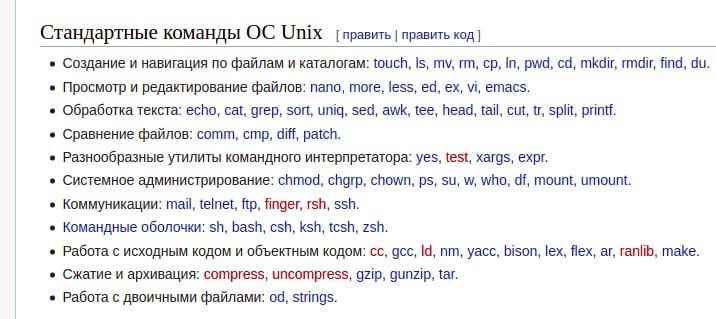 Стандартные команды ОС Unix [ править | править код ]
• Создание и навигация по файлам и каталогам: touch, ls, mv, rm, cp, ln, pwd, cd, mkdir, rmdir, find, du.
• Просмотр и редактирование файлов: nano, more, less, ed, ex, vi, emacs.
• Обработка текста: echo, cat, grep, sort, uniq, sed, awk, tee, head, tail, cut, tr, split, printf.
• Сравнение файлов: comm, cmp, diff, patch.
• Разнообразные утилиты командного интерпретатора: yes, test, xargs, expr.
• Системное администрирование: chmod, chgrp, chown, ps, su, w, who, df, mount, umount.
• Коммуникации: mail, telnet, ftp, finger, rsh, ssh.
• Командные оболочки: sh, bash, csh, ksh, tcsh, zsh.
• Работа с исходным кодом и объектным кодом: cc, gcc, ld, nm, yacc, bison, lex, flex, ar, ranlib, make.
• Сжатие и архивация: compress, uncompress, gzip, gunzip, tar.
• Работа с двоичными файлами: od, strings.